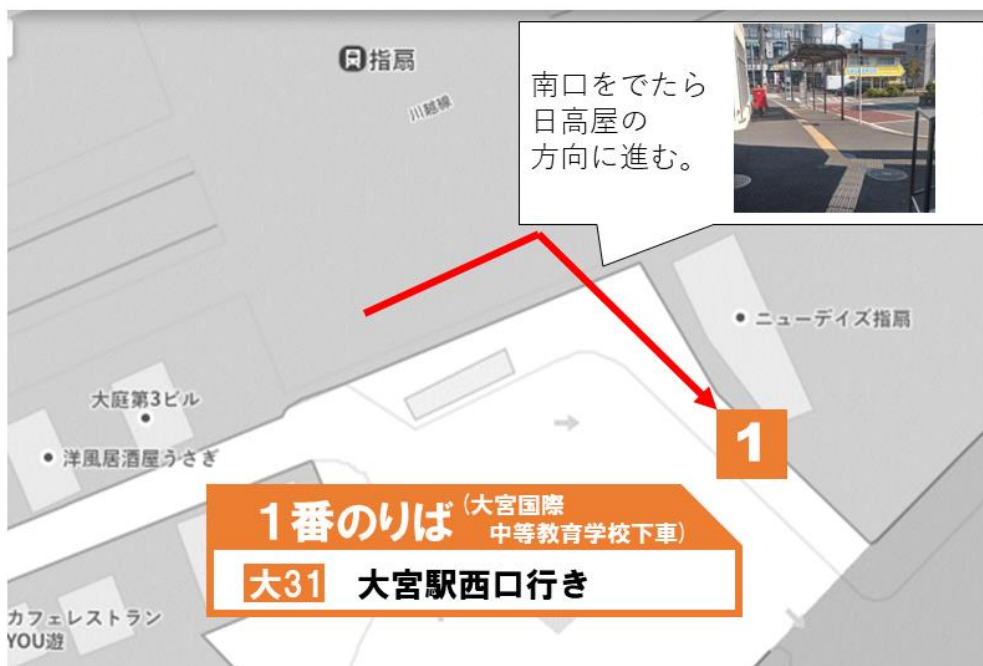 指扇
川越線
南口をでたら
日高屋の
方向に進む。
ニューデイズ指扇
大庭第3ビル
洋風居酒屋うさぎ
1
1番のりば(大宮国際
中等教育学校下車)
大31 大宮駅西口行き
カフェレストラン
YOU遊